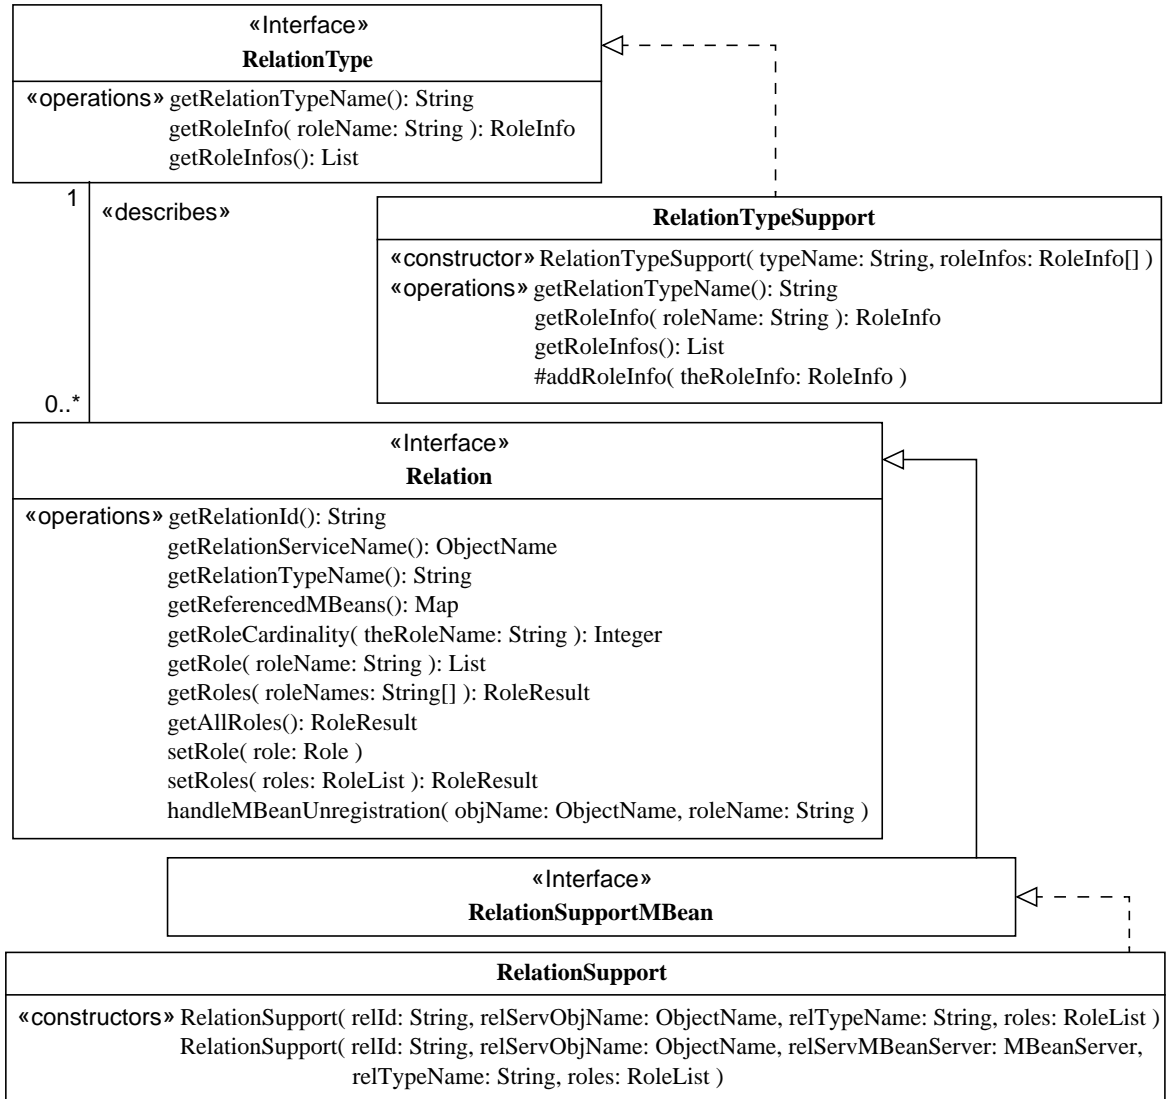 «Interface»
RelationType
«operations» getRelationTypeName(): String
getRoleInfo( roleName: String ): RoleInfo
getRoleInfos(): List
1
«describes»
RelationTypeSupport
«constructor» RelationTypeSupport( typeName: String, roleInfos: RoleInfo[] )
«operations» getRelationTypeName(): String
getRoleInfo( roleName: String ): RoleInfo
getRoleInfos(): List
#addRoleInfo( theRoleInfo: RoleInfo )
0..*
«Interface»
Relation
«operations» getRelationId(): String
getRelationServiceName(): ObjectName
getRelationTypeName(): String
getReferencedMBeans(): Map
getRoleCardinality( theRoleName: String ): Integer
getRole( roleName: String ): List
getRoles( roleNames: String[] ): RoleResult
getAllRoles(): RoleResult
setRole( role: Role )
setRoles( roles: RoleList ): RoleResult
handleMBeanUnregistration( objName: ObjectName, roleName: String )
«Interface»
RelationSupportMBean
RelationSupport
«constructors» RelationSupport( relId: String, relServObjName: ObjectName, relTypeName: String, roles: RoleList )
RelationSupport( relId: String, relServObjName: ObjectName, relServMBeanServer: MBeanServer,
relTypeName: String, roles: RoleList )